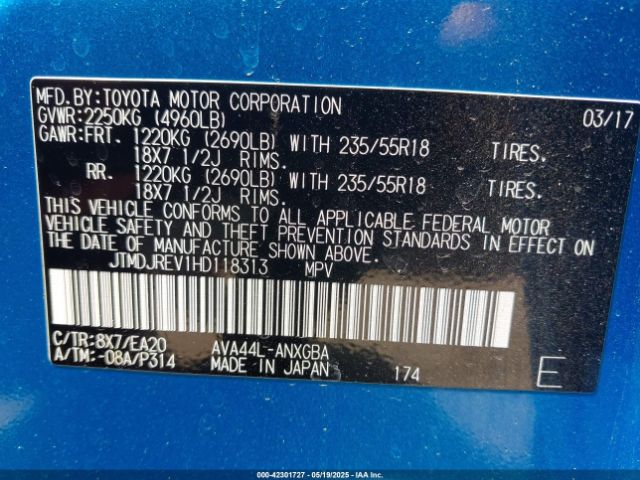 MFD.BY:TOYOTA MOTOR CORPORATION 03/17
GVWR:2250KG (4960LB)
GAWR:FRT. 1220KG (2690LB) WITH 235/55R18 TIRES.
18X7 1/2J RIMS.
RR. 1220KG (2690LB) WITH 235/55R18 TIRES.
18X7 1/2J RIMS.
THIS VEHICLE CONFORMS TO ALL APPLICABLE FEDERAL MOTOR
VEHICLE SAFETY AND THEFT PREVENTION STANDARDS IN EFFECT ON
THE DATE OF MANUFACTURE SHOWN ABOVE.
JTMDJREV1HD118313 MPV
C/TR:8X7/EA20 AVA44L-ANXGBA
A/TM:-08A/P314 MADE IN JAPAN 174 E
000-42301727 - 05/19/2025 - COPYRIGHT IAA